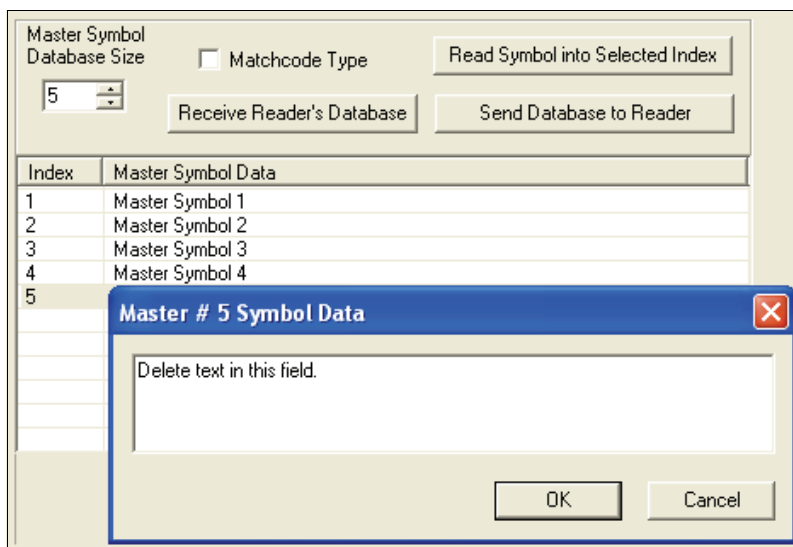 Master Symbol
Database Size
Matchcode Type
Read Symbol into Selected Index
5
Receive Reader's Database
Send Database to Reader
Index Master Symbol Data
1 Master Symbol 1
2 Master Symbol 2
3 Master Symbol 3
4 Master Symbol 4
5
Master # 5 Symbol Data
Delete text in this field.
OK Cancel